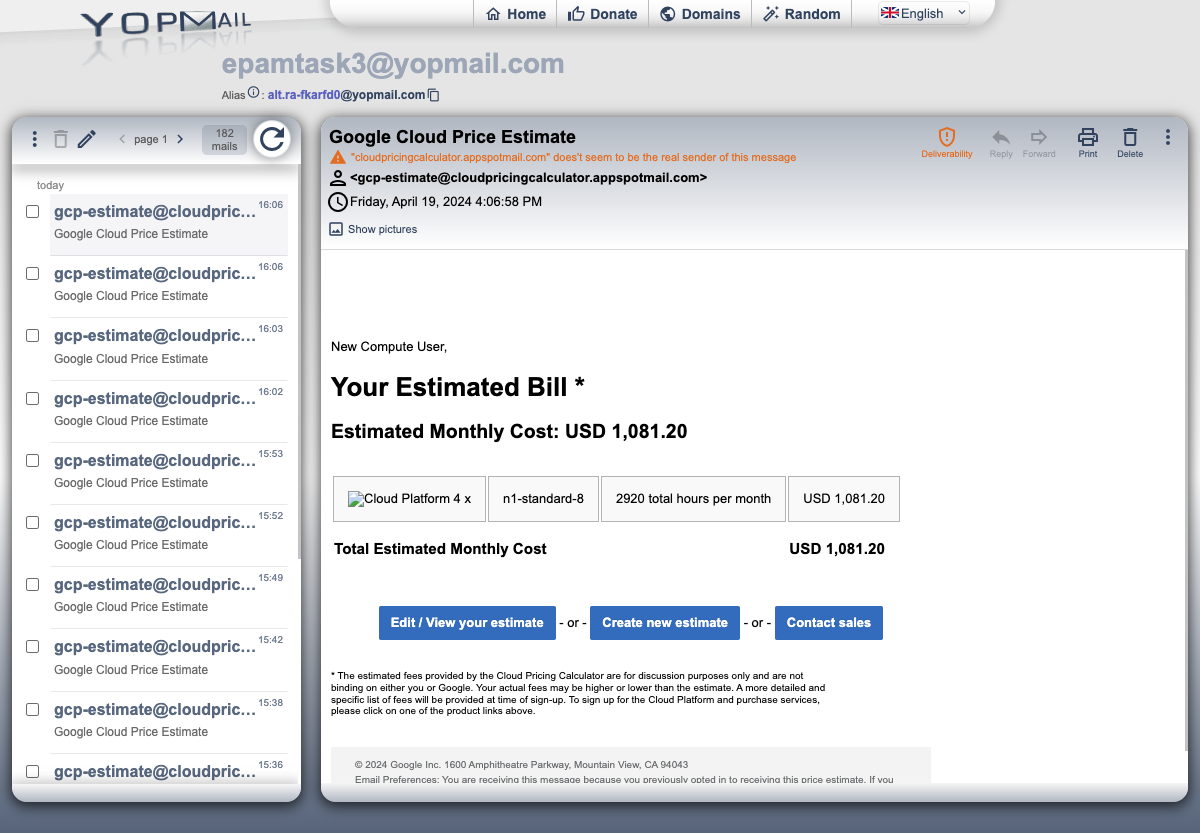 YOPMAIL
Home
Donate
Domains
Random
English
epamtask3@yopmail.com
Alias : alt.ra-fkarfd0@yopmail.com
page 1
182
mails
today
gcp-estimate@cloudpric… 16:06
Google Cloud Price Estimate
gcp-estimate@cloudpric… 16:06
Google Cloud Price Estimate
gcp-estimate@cloudpric… 16:03
Google Cloud Price Estimate
gcp-estimate@cloudpric… 16:02
Google Cloud Price Estimate
gcp-estimate@cloudpric… 15:53
Google Cloud Price Estimate
gcp-estimate@cloudpric… 15:52
Google Cloud Price Estimate
gcp-estimate@cloudpric… 15:49
Google Cloud Price Estimate
gcp-estimate@cloudpric… 15:42
Google Cloud Price Estimate
gcp-estimate@cloudpric… 15:38
Google Cloud Price Estimate
gcp-estimate@cloudpric… 15:36
Google Cloud Price Estimate
"cloudpricingcalculator.appspotmail.com" does't seem to be the real sender of this message
<gcp-estimate@cloudpricingcalculator.appspotmail.com>
Friday, April 19, 2024 4:06:58 PM
Show pictures
Deliverability
Reply
Forward
Print
Delete
New Compute User,
Your Estimated Bill *
Estimated Monthly Cost: USD 1,081.20
Cloud Platform 4 x n1-standard-8 2920 total hours per month USD 1,081.20
Total Estimated Monthly Cost USD 1,081.20
Edit / View your estimate - or - Create new estimate - or - Contact sales
* The estimated fees provided by the Cloud Pricing Calculator are for discussion purposes only and are not
binding on either you or Google. Your actual fees may be higher or lower than the estimate. A more detailed and
specific list of fees will be provided at time of sign-up. To sign up for the Cloud Platform and purchase services,
please click on one of the product links above.
© 2024 Google Inc. 1600 Amphitheatre Parkway, Mountain View, CA 94043
Email Preferences: You are receiving this message because you previously opted in to receiving this price estimate. If you